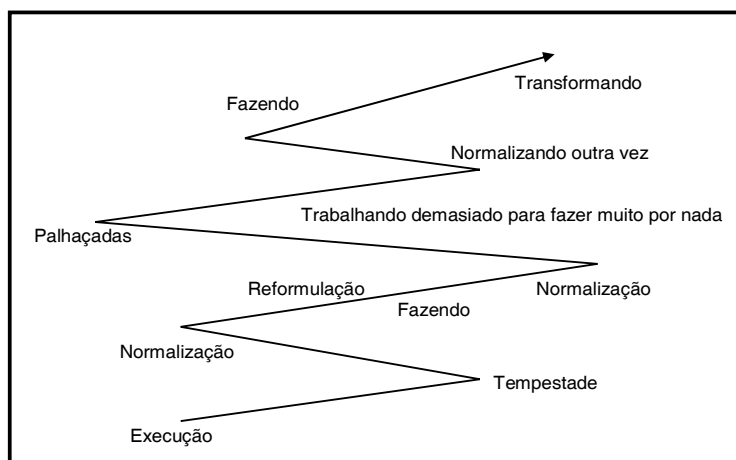 Transformando
Fazendo
Normalizando outra vez
Trabalhando demasiado para fazer muito por nada
Palhaçadas
Reformulação
Normalização
Fazendo
Normalização
Tempestade
Execução